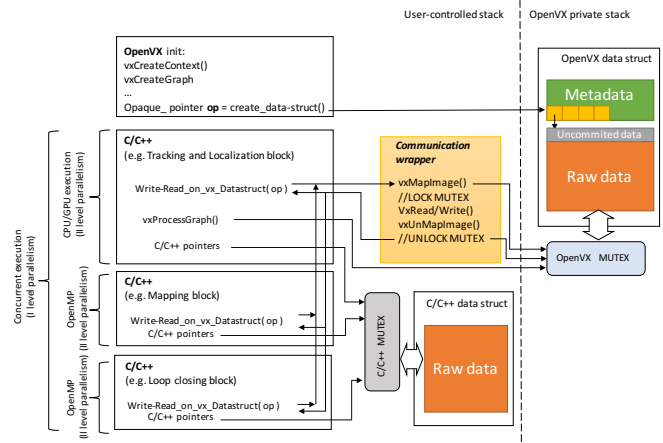 User-controlled stack
OpenVX private stack
OpenVX init:
vxCreateContext()
vxCreateGraph
...
Opaque_ pointer op = create_data-struct()
OpenVX data struct
Metadata
Uncommited data
Raw data
OpenVX MUTEX
Concurrent execution
(I level parallelism)
CPU/GPU execution
(II level parallelism)
C/C++
(e.g. Tracking and Localization block)
Write-Read_on_vx_Datastruct( op )
vxProcessGraph()
C/C++ pointers
Communication
wrapper
vxMapImage()
//LOCK MUTEX
VxRead/Write()
vxUnMapImage()
//UNLOCK MUTEX
OpenMP
(II level parallelism)
C/C++
(e.g. Mapping block)
Write-Read_on_vx_Datastruct( op )
C/C++ pointers
C/C++ MUTEX
C/C++ data struct
Raw data
OpenMP
(II level parallelism)
C/C++
(e.g. Loop closing block)
Write-Read_on_vx_Datastruct( op )
C/C++ pointers